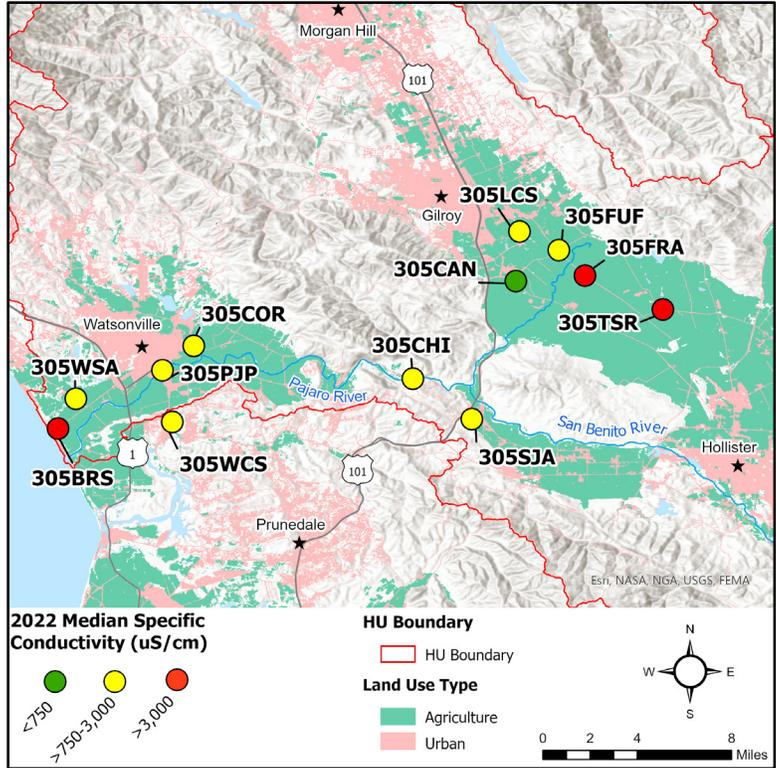 Morgan Hill
101
305LCS
305FUF
Gilroy
305FRA
305CAN
305TSR
305COR
Watsonville
305CHI
305WSA
305PJP
Pajaro River
San Benito River
Hollister
305SJA
305WCS
1
101
305BRS
Prunedale
Esri, NASA, NGA, USGS, FEMA
2022 Median Specific
Conductivity (uS/cm)
<750
>750-3,000
>3,000
HU Boundary
HU Boundary
Land Use Type
Agriculture
Urban
N
W
E
S
0 2 4 8
Miles